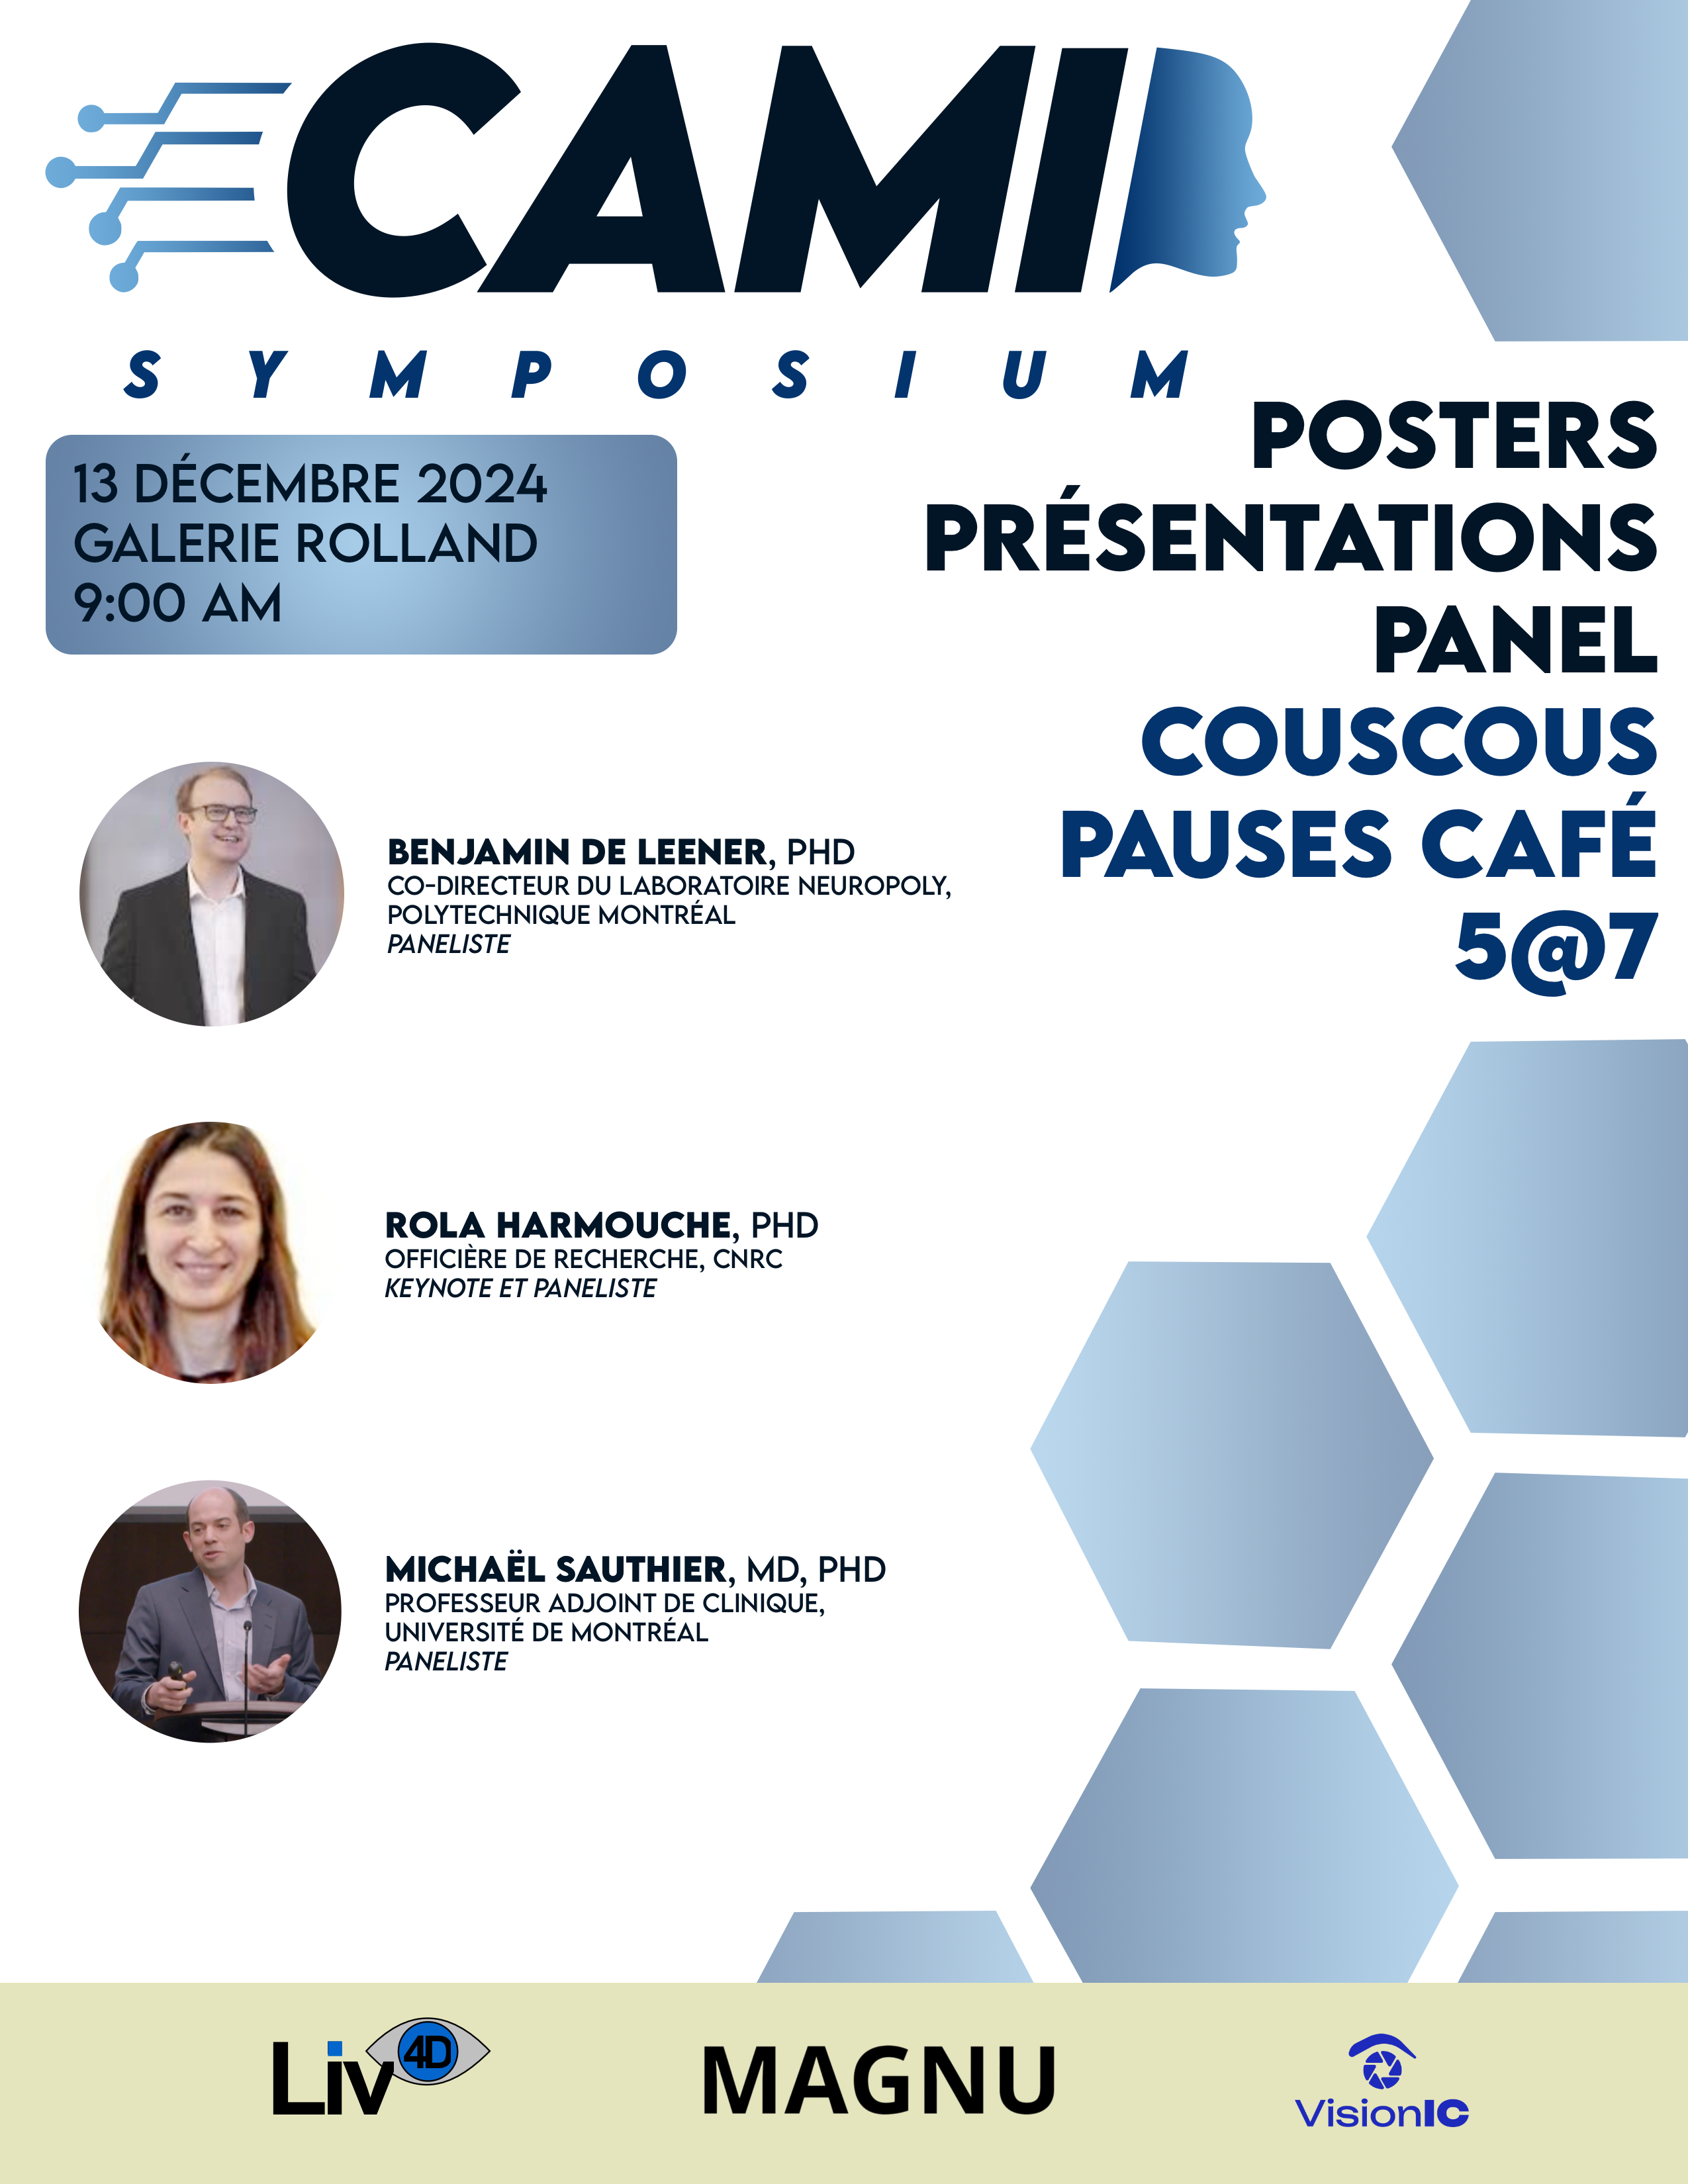 CAMI
SYMPOSIUM
13 DÉCEMBRE 2024
GALERIE ROLLAND
9:00 AM
POSTERS
PRÉSENTATIONS
PANEL
COUSCOUS
PAUSES CAFÉ
5@7
BENJAMIN DE LEENER, PHD
CO-DIRECTEUR DU LABORATOIRE NEUROPOLY,
POLYTECHNIQUE MONTRÉAL
PANELISTE
ROLA HARMOUCHE, PHD
OFFICIÈRE DE RECHERCHE, CNRC
KEYNOTE ET PANELISTE
MICHAËL SAUTHIER, MD, PHD
PROFESSEUR ADJOINT DE CLINIQUE,
UNIVERSITÉ DE MONTRÉAL
PANELISTE
Liv4D
MAGNU
VisionIC